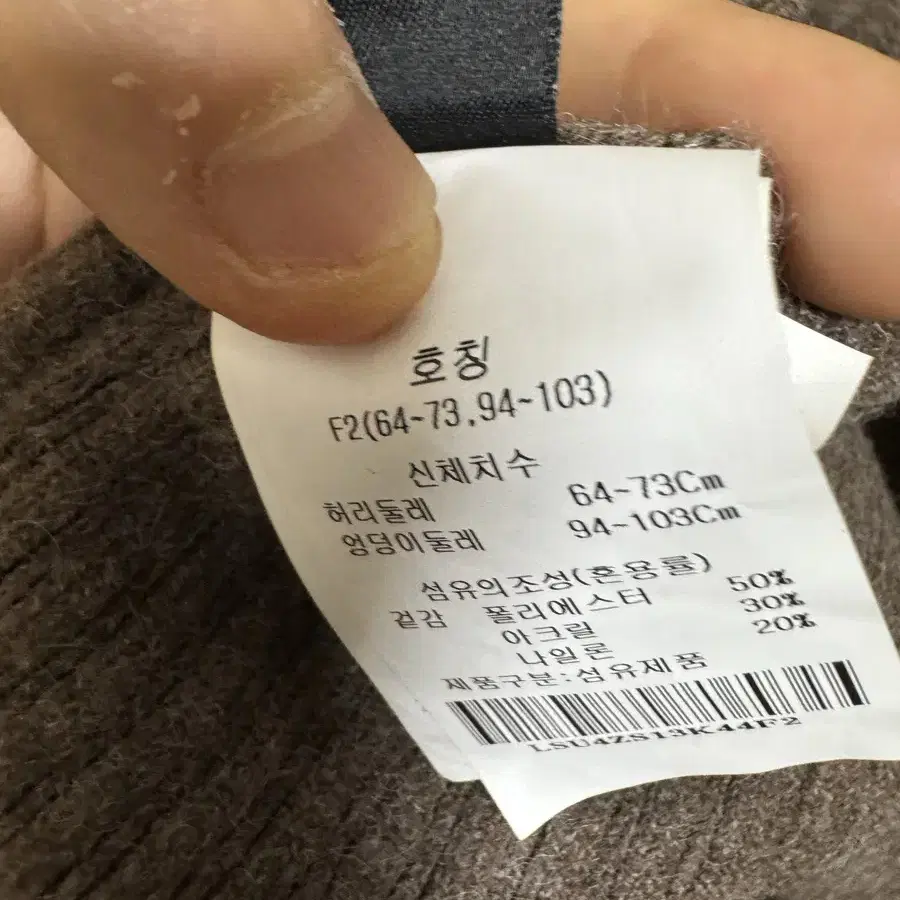 호칭
F2(64~73,94~103)
신체치수
허리둘레 64~73Cm
엉덩이둘레 94~103Cm
섬유의조성(혼용률)
겉감 폴리에스터 50%
아크릴 30%
나일론 20%
제품구분:섬유제품
LSU4ZS13K44F2